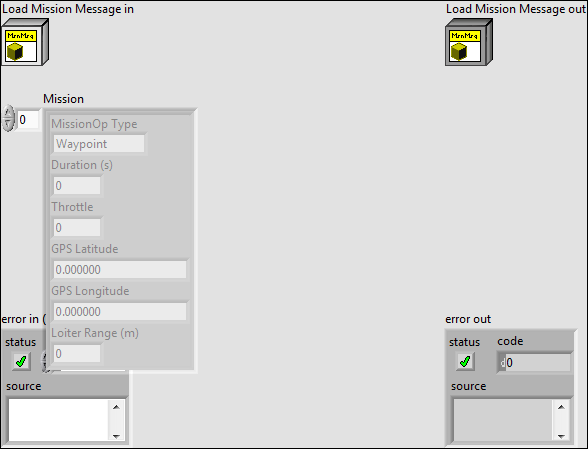 Load Mission Message in
Load Mission Message out
MsnMsg
MsnMsg
Mission
0
MissionOp Type
Waypoint
Duration (s)
0
Throttle
0
GPS Latitude
0.000000
GPS Longitude
0.000000
Loiter Range (m)
0
error in (
status
source
error out
status
code
d0
source